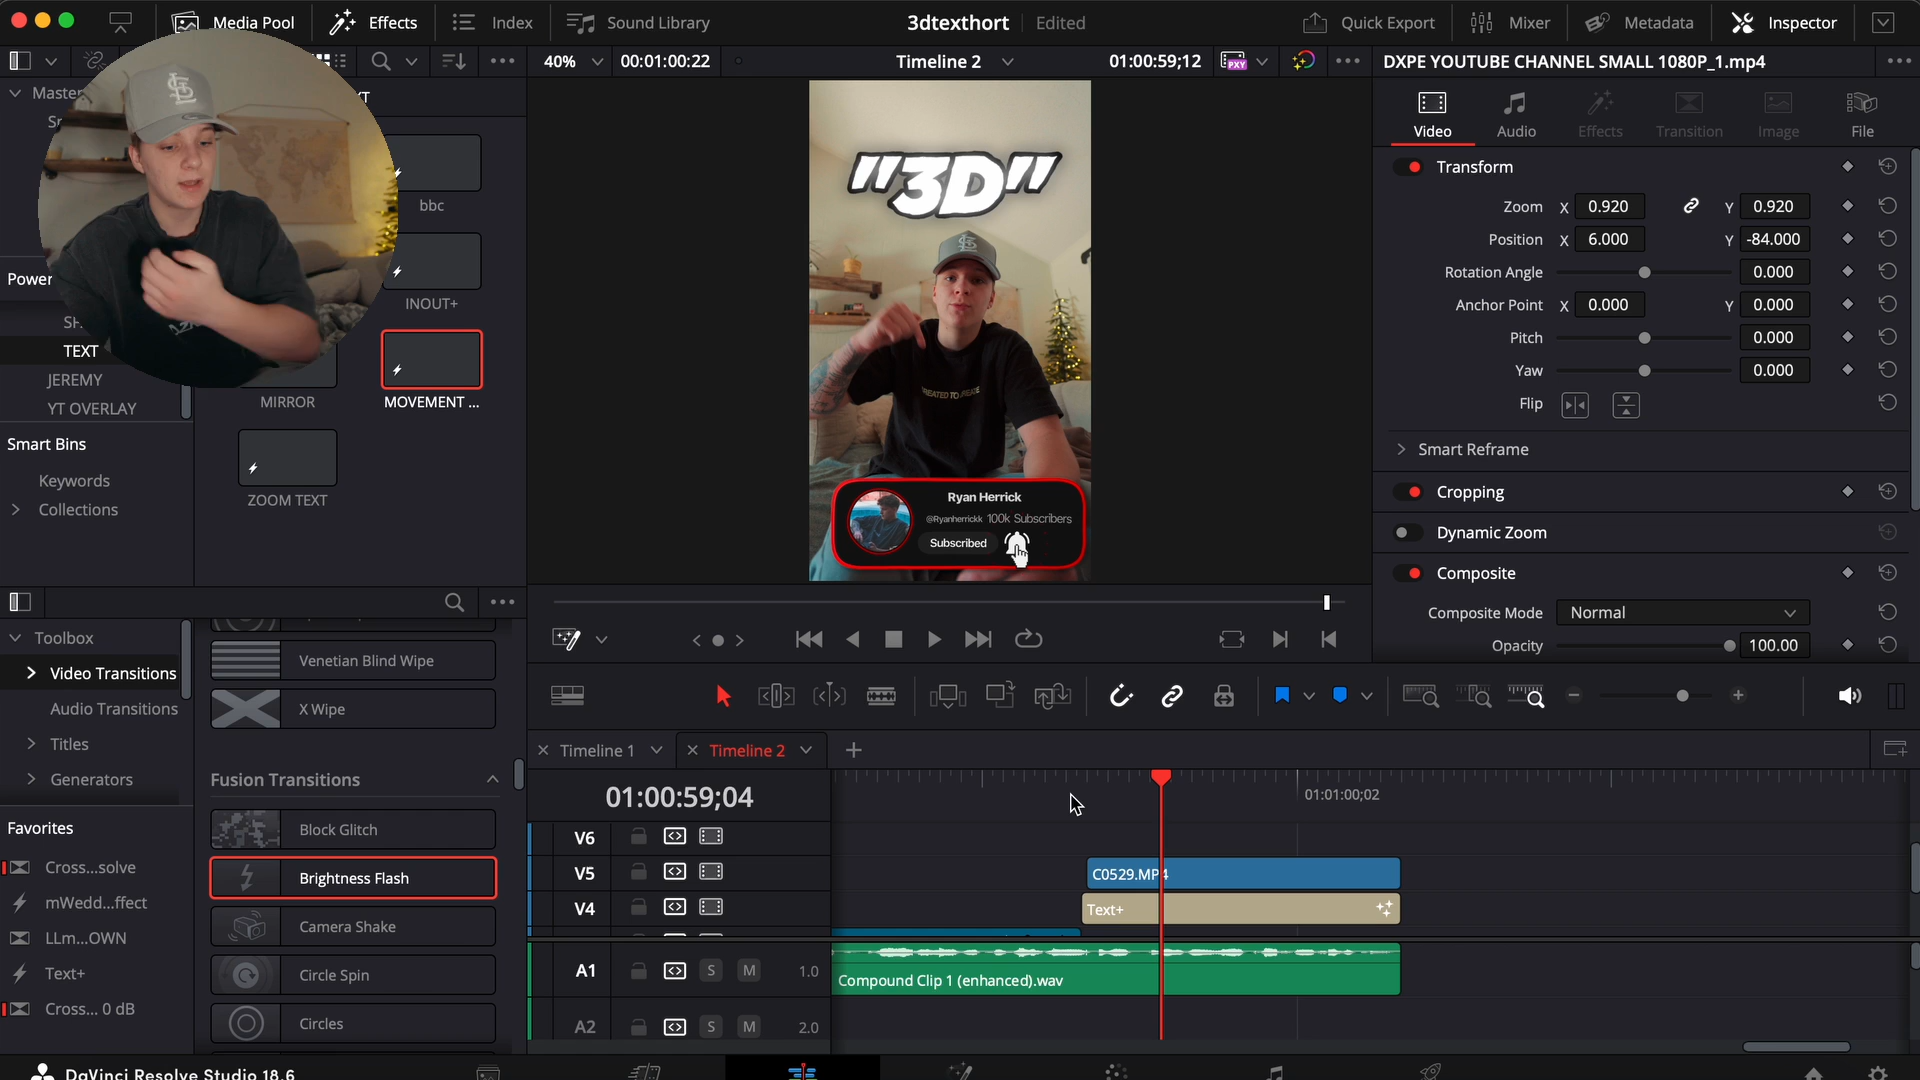 Media Pool
Effects
Index
Sound Library
3dtexthort
Edited
Quick Export
Mixer
Metadata
Inspector
40%
00:01:00:22
Timeline 2
01:00:59;12
PXY
DXPE YOUTUBE CHANNEL SMALL 1080P_1.mp4
Video
Audio
Effects
Transition
Image
File
Transform
Zoom X 0.920 Y 0.920
Position X 6.000 Y -84.000
Rotation Angle 0.000
Anchor Point X 0.000 Y 0.000
Pitch 0.000
Yaw 0.000
Flip
Smart Reframe
Cropping
Dynamic Zoom
Composite
Composite Mode Normal
Opacity 100.00
Master
bbc
INOUT+
Power
TEXT
JEREMY
YT OVERLAY
MIRROR
MOVEMENT ...
ZOOM TEXT
Smart Bins
Keywords
Collections
"3D"
Ryan Herrick
@Ryanherrickk 100k Subscribers
Subscribed
Toolbox
Video Transitions
Audio Transitions
Titles
Generators
Favorites
Cross...solve
mWedd...ffect
LLm...OWN
Text+
Cross... 0 dB
Venetian Blind Wipe
X Wipe
Fusion Transitions
Block Glitch
Brightness Flash
Camera Shake
Circle Spin
Circles
Timeline 1
Timeline 2
01:00:59;04
01:01:00;02
V6
V5
C0529.MP4
V4
Text+
A1 S M 1.0
Compound Clip 1 (enhanced).wav
A2 S M 2.0
DaVinci Resolve Studio 18.6